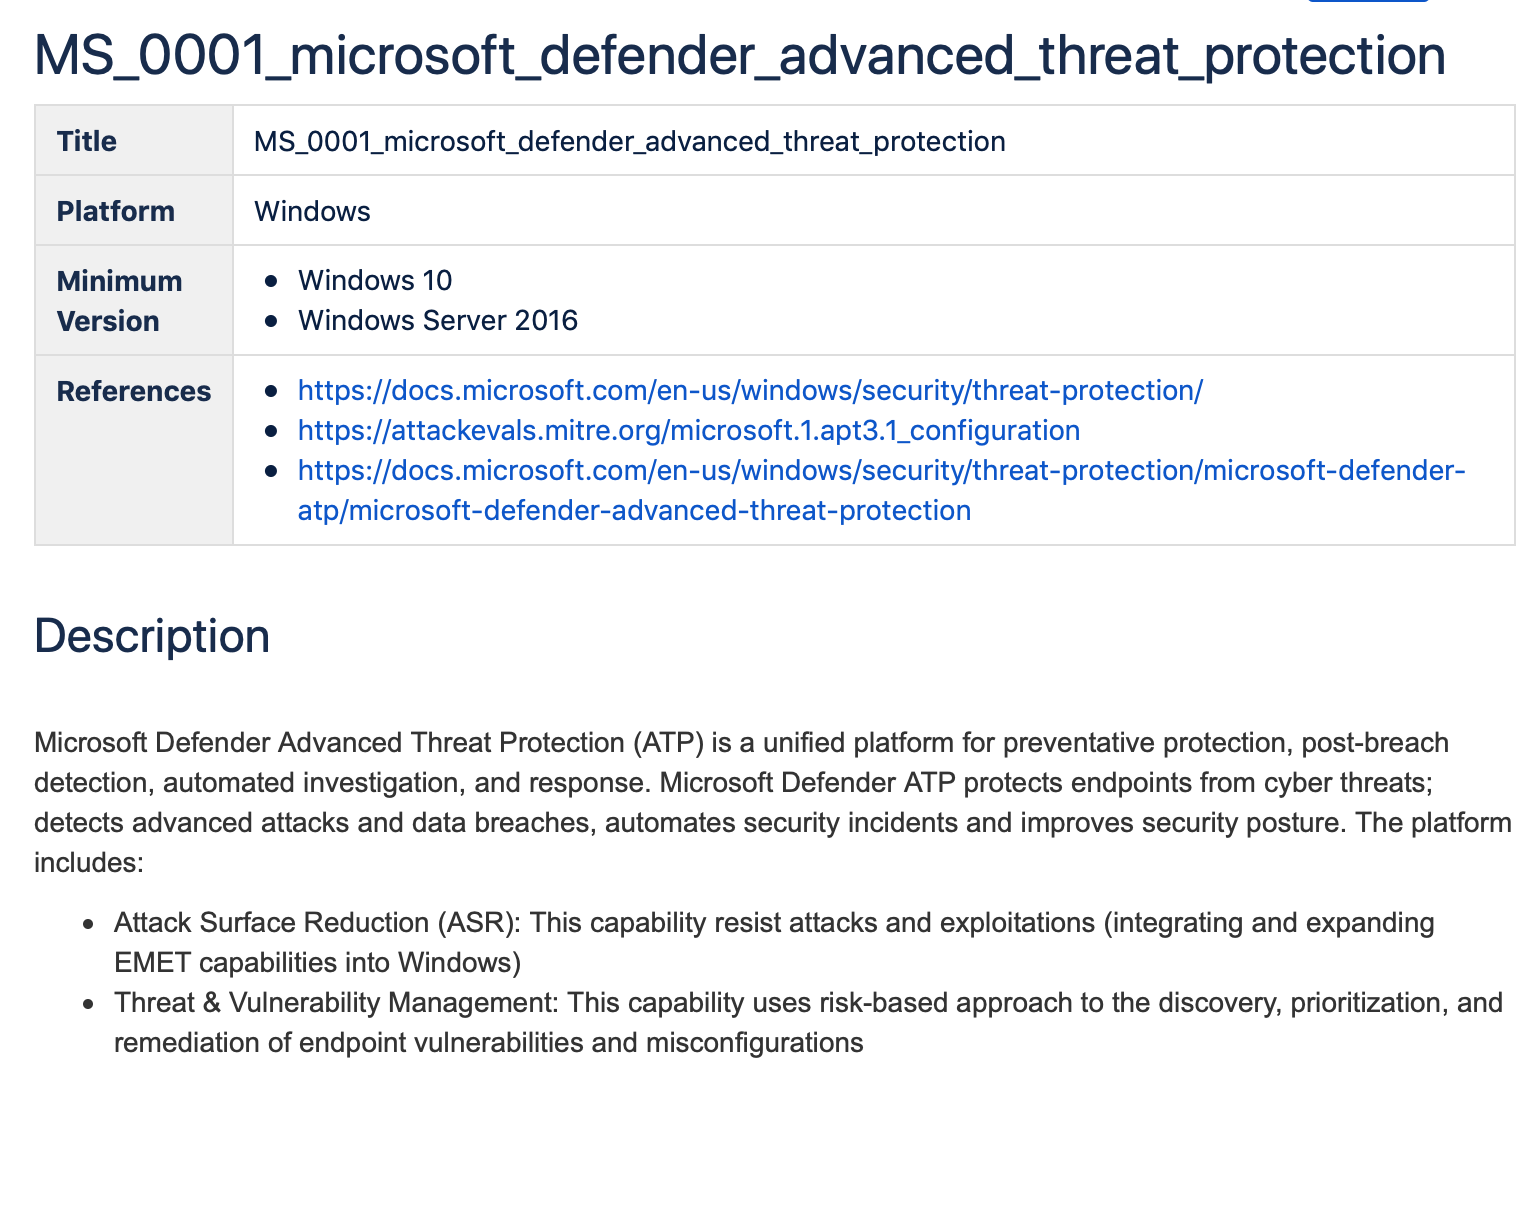 MS_0001_microsoft_defender_advanced_threat_protection
Title MS_0001_microsoft_defender_advanced_threat_protection
Platform Windows
Minimum Version
• Windows 10
• Windows Server 2016
References
• https://docs.microsoft.com/en-us/windows/security/threat-protection/
• https://attackevals.mitre.org/microsoft.1.apt3.1_configuration
• https://docs.microsoft.com/en-us/windows/security/threat-protection/microsoft-defender-
atp/microsoft-defender-advanced-threat-protection
Description
Microsoft Defender Advanced Threat Protection (ATP) is a unified platform for preventative protection, post-breach
detection, automated investigation, and response. Microsoft Defender ATP protects endpoints from cyber threats;
detects advanced attacks and data breaches, automates security incidents and improves security posture. The platform
includes:
• Attack Surface Reduction (ASR): This capability resist attacks and exploitations (integrating and expanding
EMET capabilities into Windows)
• Threat & Vulnerability Management: This capability uses risk-based approach to the discovery, prioritization, and
remediation of endpoint vulnerabilities and misconfigurations